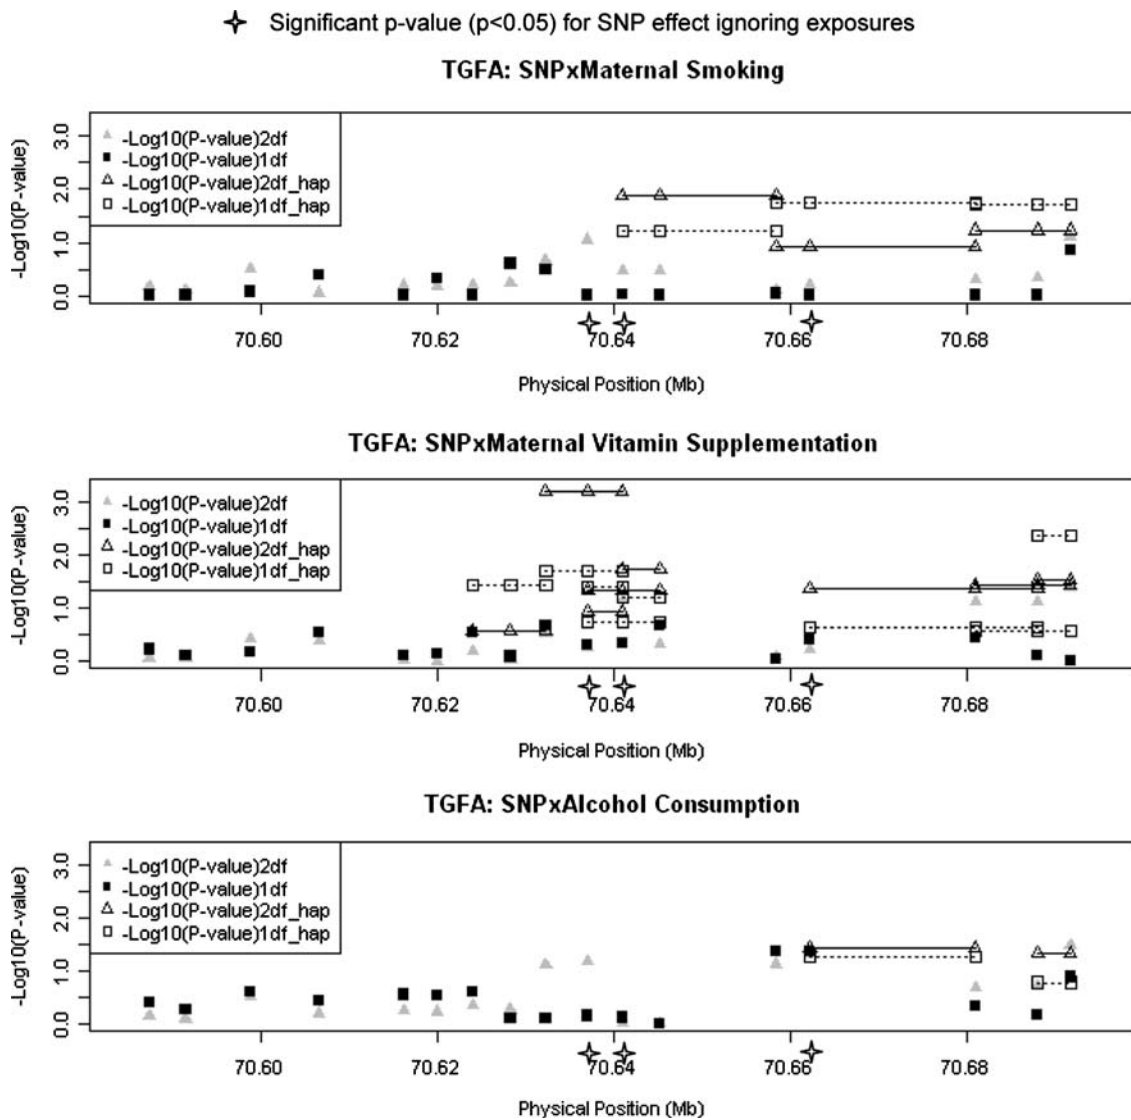 Significant p-value (p<0.05) for SNP effect ignoring exposures
TGFA: SNPxMaternal Smoking
-Log10(P-value)
0.0 1.0 2.0 3.0
-Log10(P-value)2df
-Log10(P-value)1df
-Log10(P-value)2df_hap
-Log10(P-value)1df_hap
70.60 70.62 70.64 70.66 70.68
Physical Position (Mb)
TGFA: SNPxMaternal Vitamin Supplementation
-Log10(P-value)
0.0 1.0 2.0 3.0
-Log10(P-value)2df
-Log10(P-value)1df
-Log10(P-value)2df_hap
-Log10(P-value)1df_hap
70.60 70.62 70.64 70.66 70.68
Physical Position (Mb)
TGFA: SNPxAlcohol Consumption
-Log10(P-value)
0.0 1.0 2.0 3.0
-Log10(P-value)2df
-Log10(P-value)1df
-Log10(P-value)2df_hap
-Log10(P-value)1df_hap
70.60 70.62 70.64 70.66 70.68
Physical Position (Mb)